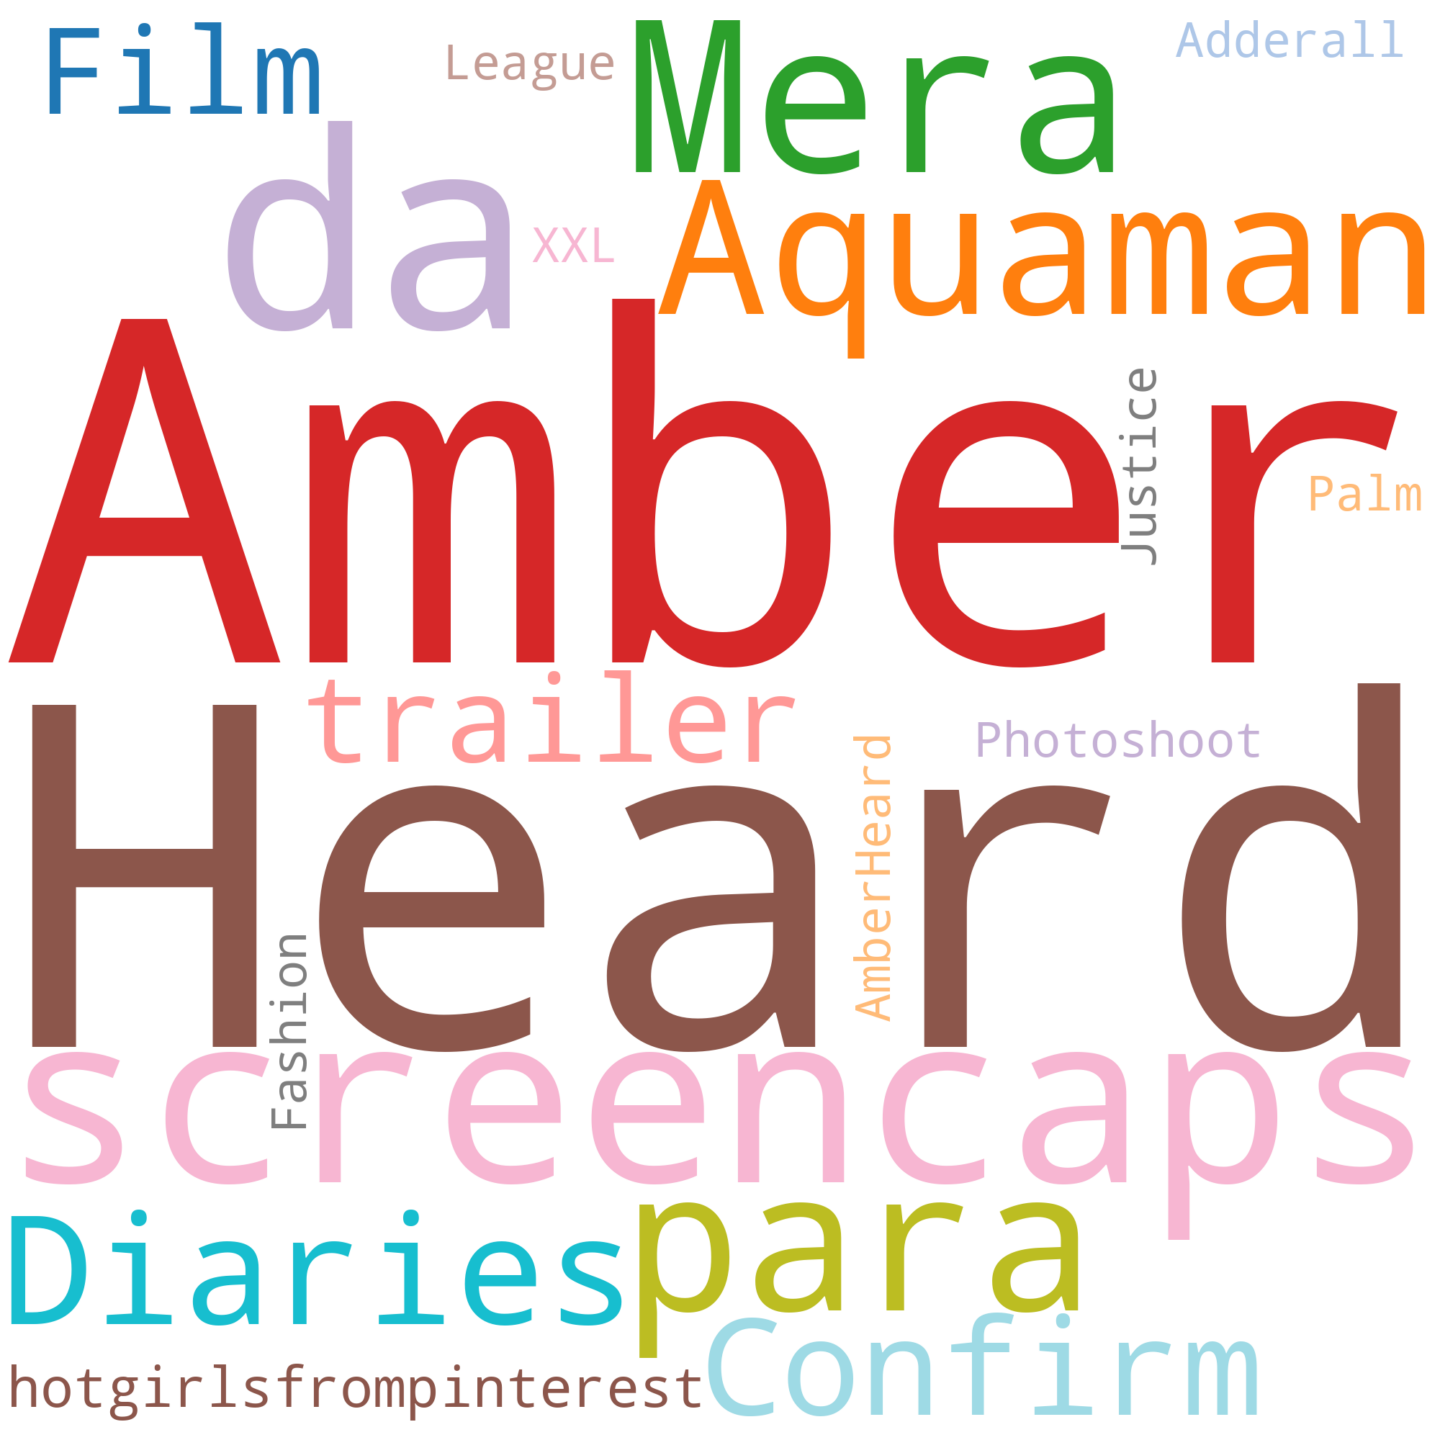 Film
League
Mera
Adderall
da
XXL
Aquaman
Amber
Justice
Palm
trailer
Photoshoot
Heard
AmberHeard
Fashion
screencaps
Diaries
para
Confirm
hotgirlsfrompinterest